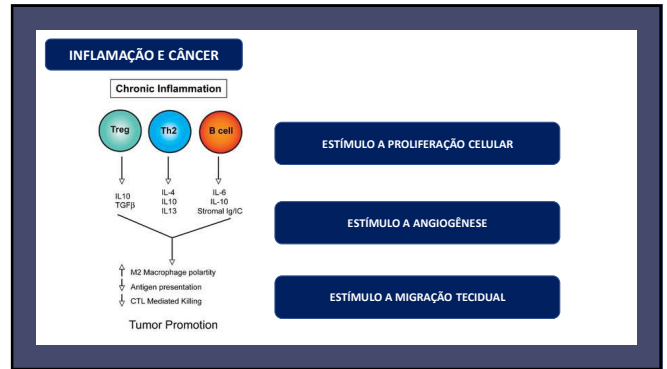 INFLAMAÇÃO E CÂNCER
Chronic Inflammation
Treg
Th2
B cell
IL10
TGFβ
IL-4
IL10
IL13
IL-6
IL-10
Stromal Ig/IC
M2 Macrophage polartity
Antigen presentation
CTL Mediated Killing
Tumor Promotion
ESTÍMULO A PROLIFERAÇÃO CELULAR
ESTÍMULO A ANGIOGÊNESE
ESTÍMULO A MIGRAÇÃO TECIDUAL